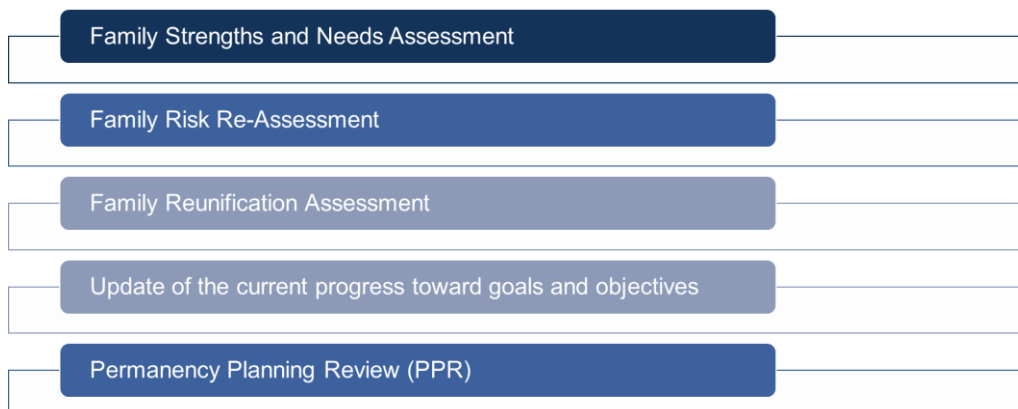 Family Strengths and Needs Assessment
Family Risk Re-Assessment
Family Reunification Assessment
Update of the current progress toward goals and objectives
Permanency Planning Review (PPR)